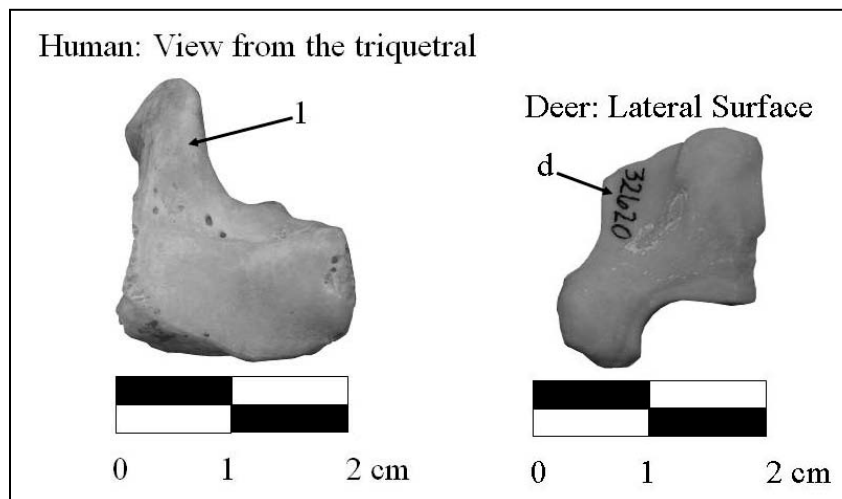 Human: View from the triquetral
1
Deer: Lateral Surface
d
32620
0 1 2 cm
0 1 2 cm